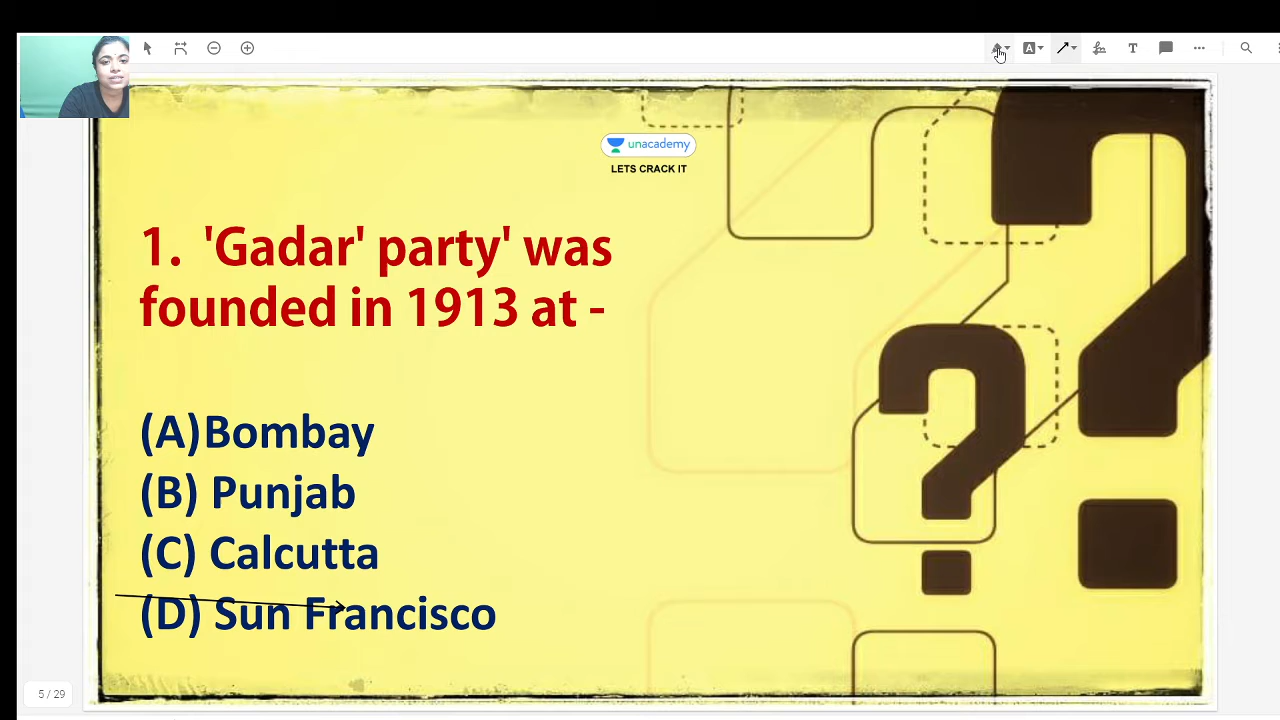 A
T
unacademy
LETS CRACK IT
1. 'Gadar' party' was
founded in 1913 at -
(A)Bombay
(B) Punjab
(C) Calcutta
(D) Sun Francisco
5 / 29